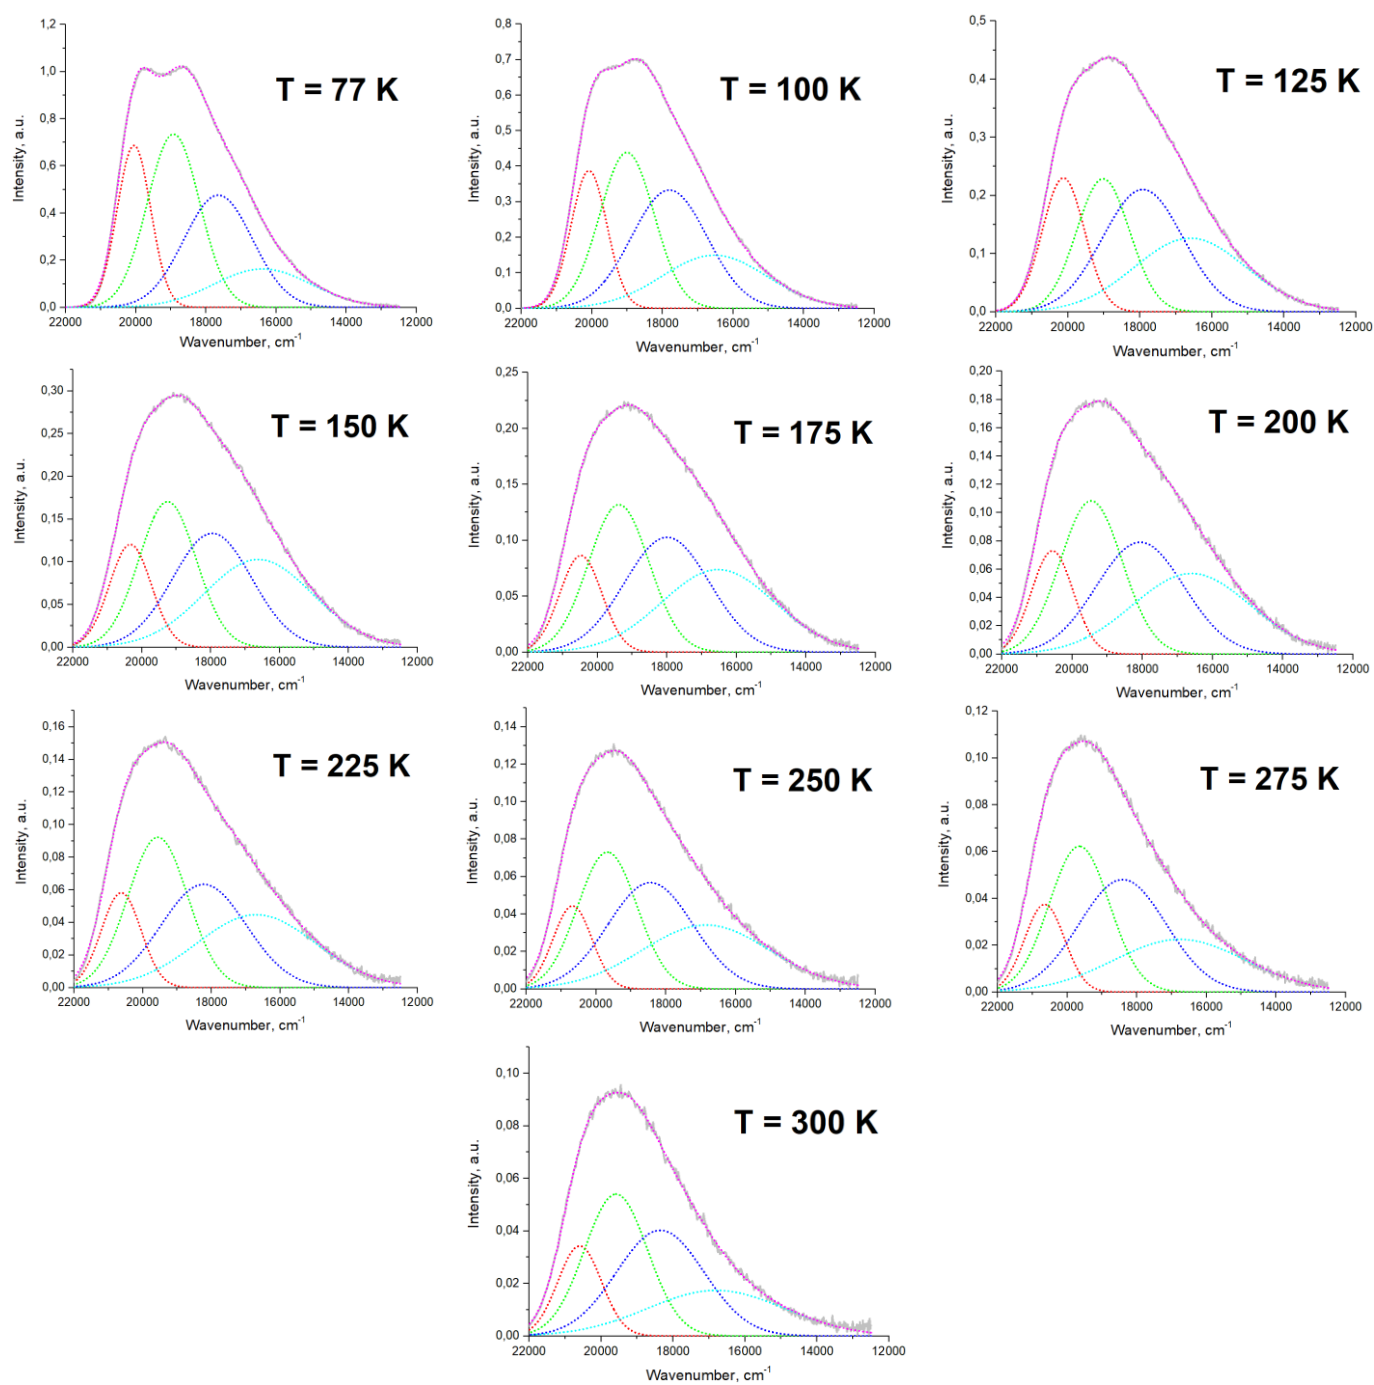 Intensity, a.u.
1,2
1,0
0,8
0,6
0,4
0,2
0,0
T = 77 K
22000 20000 18000 16000 14000 12000
Wavenumber, cm-1
Intensity, a.u.
0,8
0,7
0,6
0,5
0,4
0,3
0,2
0,1
0,0
T = 100 K
22000 20000 18000 16000 14000 12000
Wavenumber, cm-1
Intensity, a.u.
0,5
0,4
0,3
0,2
0,1
0,0
T = 125 K
22000 20000 18000 16000 14000 12000
Wavenumber, cm-1
Intensity, a.u.
0,30
0,25
0,20
0,15
0,10
0,05
0,00
T = 150 K
22000 20000 18000 16000 14000 12000
Wavenumber, cm-1
Intensity, a.u.
0,25
0,20
0,15
0,10
0,05
0,00
T = 175 K
22000 20000 18000 16000 14000 12000
Wavenumber, cm-1
Intensity, a.u.
0,20
0,18
0,16
0,14
0,12
0,10
0,08
0,06
0,04
0,02
0,00
T = 200 K
22000 20000 18000 16000 14000 12000
Wavenumber, cm-1
Intensity, a.u.
0,16
0,14
0,12
0,10
0,08
0,06
0,04
0,02
0,00
T = 225 K
22000 20000 18000 16000 14000 12000
Wavenumber, cm-1
Intensity, a.u.
0,14
0,12
0,10
0,08
0,06
0,04
0,02
0,00
T = 250 K
22000 20000 18000 16000 14000 12000
Wavenumber, cm-1
Intensity, a.u.
0,12
0,10
0,08
0,06
0,04
0,02
0,00
T = 275 K
22000 20000 18000 16000 14000 12000
Wavenumber, cm-1
Intensity, a.u.
0,10
0,08
0,06
0,04
0,02
0,00
T = 300 K
22000 20000 18000 16000 14000 12000
Wavenumber, cm-1